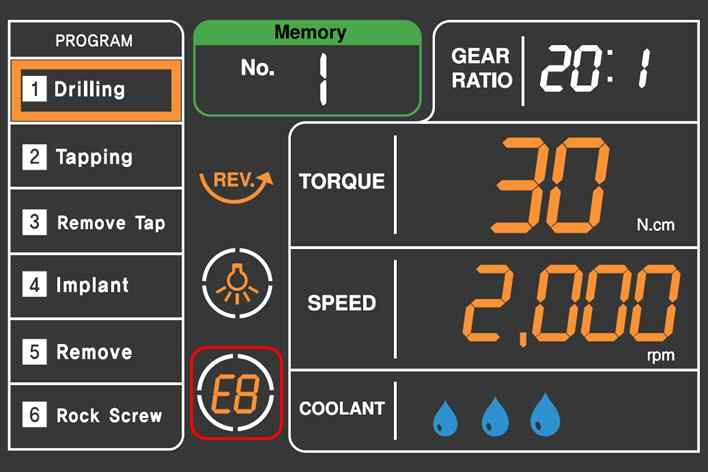 PROGRAM
1 Drilling
2 Tapping
3 Remove Tap
4 Implant
5 Remove
6 Rock Screw
Memory
No. 1
REV.
E8
GEAR
RATIO
20:1
TORQUE
30
N.cm
SPEED
2,000
rpm
COOLANT